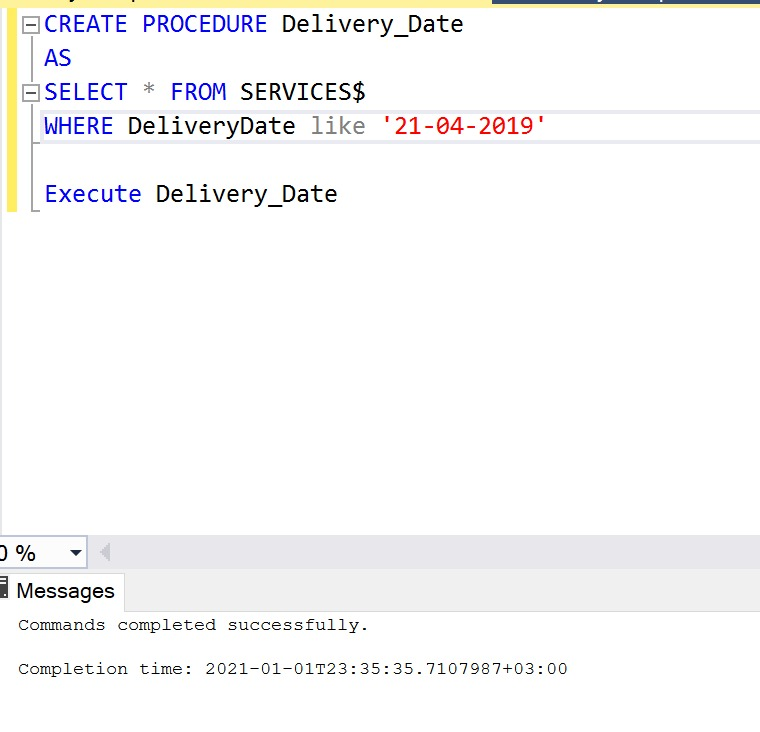 CREATE PROCEDURE Delivery_Date
AS
SELECT * FROM SERVICES$
WHERE DeliveryDate like '21-04-2019'
Execute Delivery_Date
0 %
Messages
Commands completed successfully.
Completion time: 2021-01-01T23:35:35.7107987+03:00